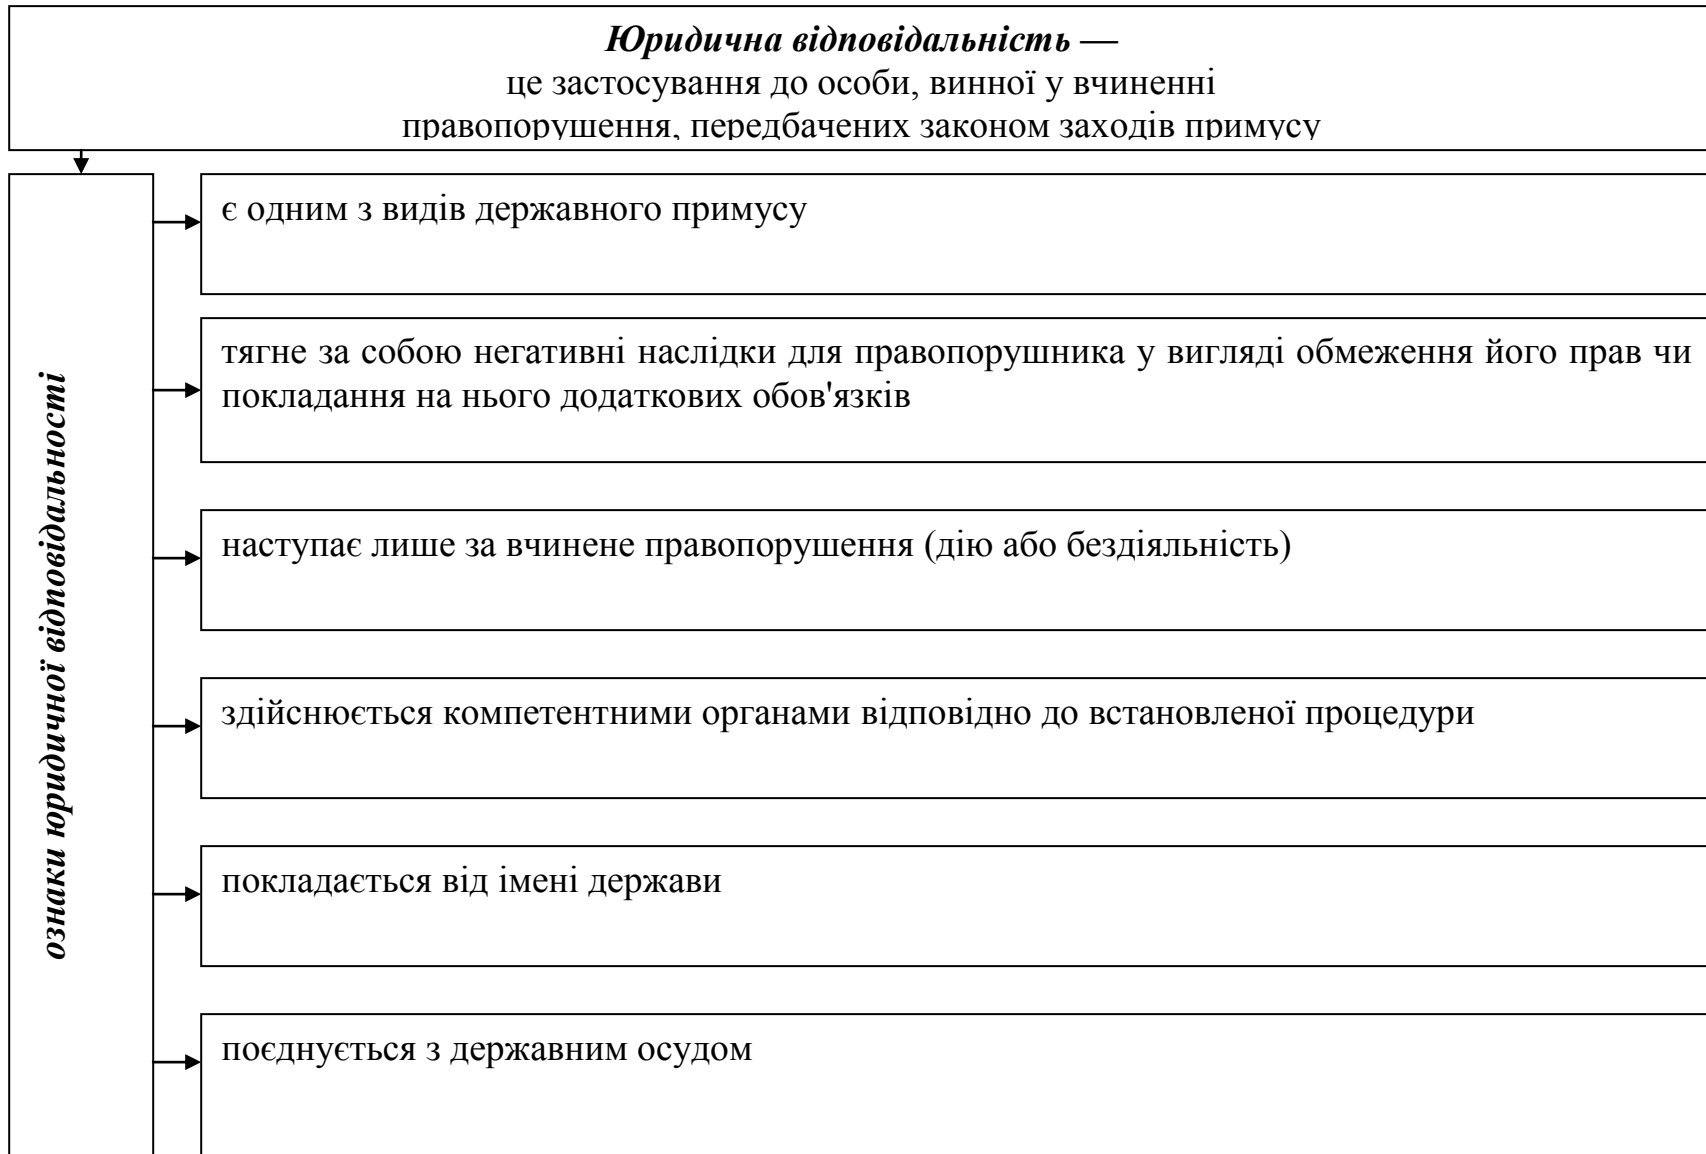 Юридична відповідальність —
це застосування до особи, винної у вчиненні
правопорушення, передбачених законом заходів примусу
ознаки юридичної відповідальності
є одним з видів державного примусу
тягне за собою негативні наслідки для правопорушника у вигляді обмеження його прав чи
покладання на нього додаткових обов'язків
наступає лише за вчинене правопорушення (дію або бездіяльність)
здійснюється компетентними органами відповідно до встановленої процедури
покладається від імені держави
поєднується з державним осудом